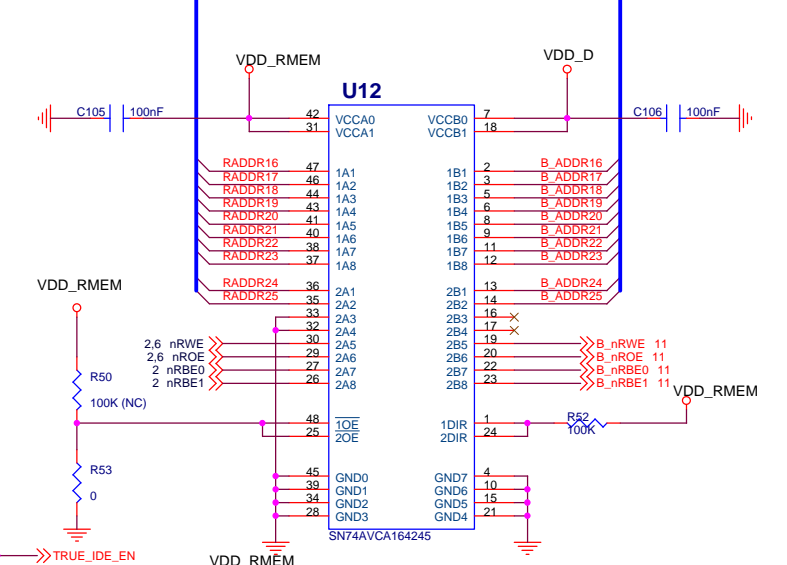 VDD_RMEM
VDD_D
U12
C105
100nF
C106
100nF
42 VCCA0 VCCB0 7
31 VCCA1 VCCB1 18
RADDR16 47 1A1 1B1 2 B_ADDR16
RADDR17 46 1A2 1B2 3 B_ADDR17
RADDR18 44 1A3 1B3 5 B_ADDR18
RADDR19 43 1A4 1B4 6 B_ADDR19
RADDR20 41 1A5 1B5 8 B_ADDR20
RADDR21 40 1A6 1B6 9 B_ADDR21
RADDR22 38 1A7 1B7 11 B_ADDR22
RADDR23 37 1A8 1B8 12 B_ADDR23
VDD_RMEM
RADDR24 36 2A1 2B1 13 B_ADDR24
RADDR25 35 2A2 2B2 14 B_ADDR25
33 2A3 2B3 16
32 2A4 2B4 17
2,6 nRWE 30 2A5 2B5 19 B_nRWE 11
2,6 nROE 29 2A6 2B6 20 B_nROE 11
2 nRBE0 27 2A7 2B7 22 B_nRBE0 11
2 nRBE1 26 2A8 2B8 23 B_nRBE1 11
R50
100K (NC)
VDD_RMEM
48 1OE 1DIR 1
25 2OE 2DIR 24
R52
100K
R53
0
45 GND0 GND7 4
39 GND1 GND6 10
34 GND2 GND5 15
28 GND3 GND4 21
SN74AVCA164245
TRUE_IDE_EN
VDD_RMEM